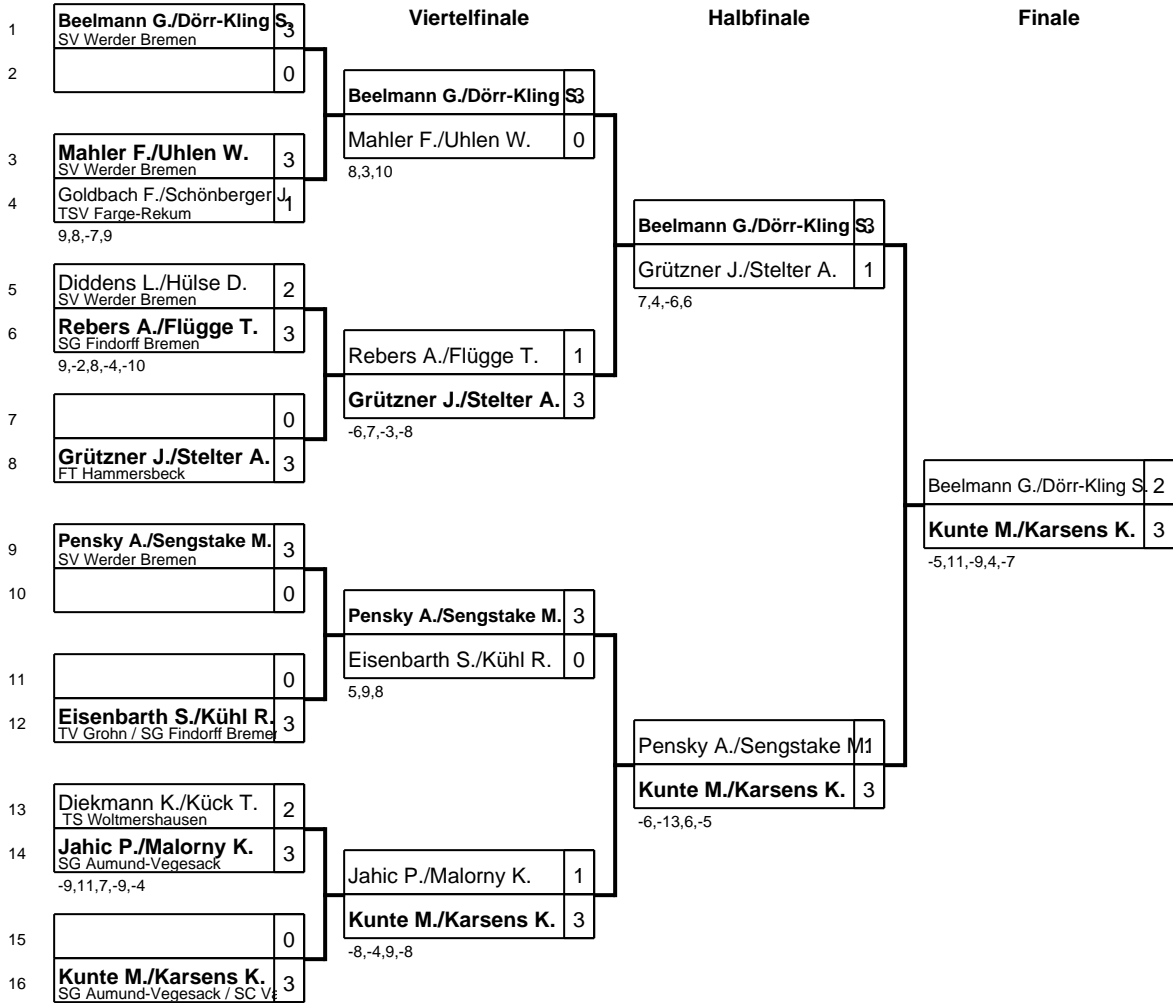 Viertelfinale
Halbfinale
Finale
1
Beelmann G./Dörr-Kling S.
3
SV Werder Bremen
2
0
3
Mahler F./Uhlen W.
3
SV Werder Bremen
4
Goldbach F./Schönberger J.
1
TSV Farge-Rekum
9,8,-7,9
5
Diddens L./Hülse D.
2
SV Werder Bremen
6
Rebers A./Flügge T.
3
SG Findorff Bremen
9,-2,8,-4,-10
7
0
8
Grützner J./Stelter A.
3
FT Hammersbeck
9
Pensky A./Sengstake M.
3
SV Werder Bremen
10
0
11
0
12
Eisenbarth S./Kühl R.
3
TV Grohn / SG Findorff Breme
13
Diekmann K./Kück T.
2
TS Woltmershausen
14
Jahic P./Malorny K.
3
SG Aumund-Vegesack
-9,11,7,-9,-4
15
0
16
Kunte M./Karsens K.
3
SG Aumund-Vegesack / SC Va
Beelmann G./Dörr-Kling S.
3
Mahler F./Uhlen W.
0
8,3,10
Rebers A./Flügge T.
1
Grützner J./Stelter A.
3
-6,7,-3,-8
Pensky A./Sengstake M.
3
Eisenbarth S./Kühl R.
0
5,9,8
Jahic P./Malorny K.
1
Kunte M./Karsens K.
3
-8,-4,9,-8
Beelmann G./Dörr-Kling S.
3
Grützner J./Stelter A.
1
7,4,-6,6
Pensky A./Sengstake M.
1
Kunte M./Karsens K.
3
-6,-13,6,-5
Beelmann G./Dörr-Kling S.
2
Kunte M./Karsens K.
3
-5,11,-9,4,-7